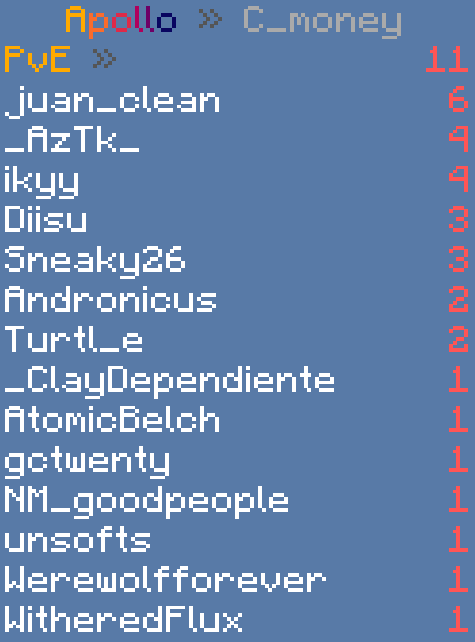 Apollo » C_money
PvE » 11
juan_clean 6
_AzTk_ 4
ikyy 4
Diisu 3
Sneaky26 3
Andronicus 2
Turtl_e 2
_ClayDependiente 1
AtomicBelch 1
gctwenty 1
NM_goodpeople 1
unsofts 1
Werewolfforever 1
WitheredFlux 1